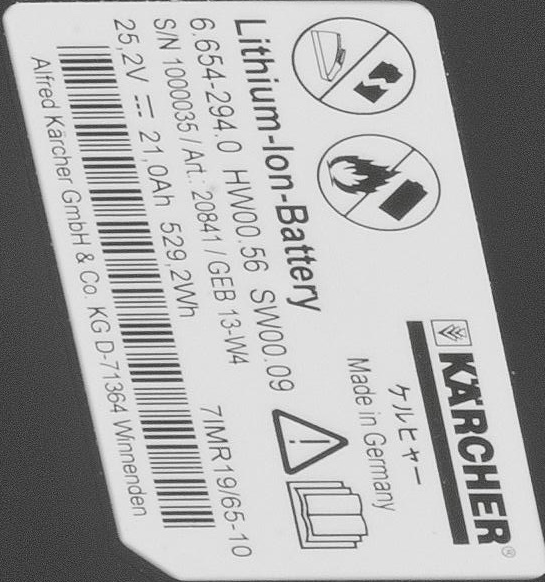 KÄRCHER®
ケルヒャー
Made in Germany
Lithium-Ion-Battery
6.654-294.0 HW00.56 SW00.09
S/N 1000035 / Art.: 20841 / GEB 13-W4
25,2V ⎓ 21,0Ah 529,2Wh 7IMR19/65-10
Alfred Kärcher GmbH & Co. KG D-71364 Winnenden